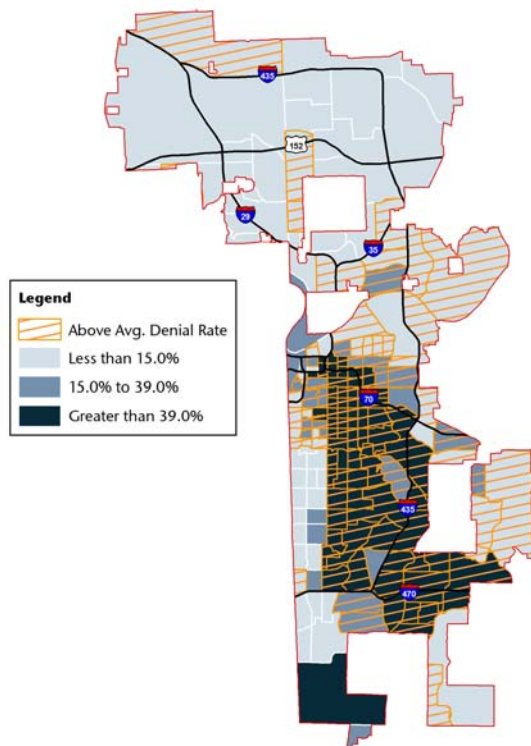 435
152
29
35
Legend
Above Avg. Denial Rate
Less than 15.0%
15.0% to 39.0%
Greater than 39.0%
70
435
470